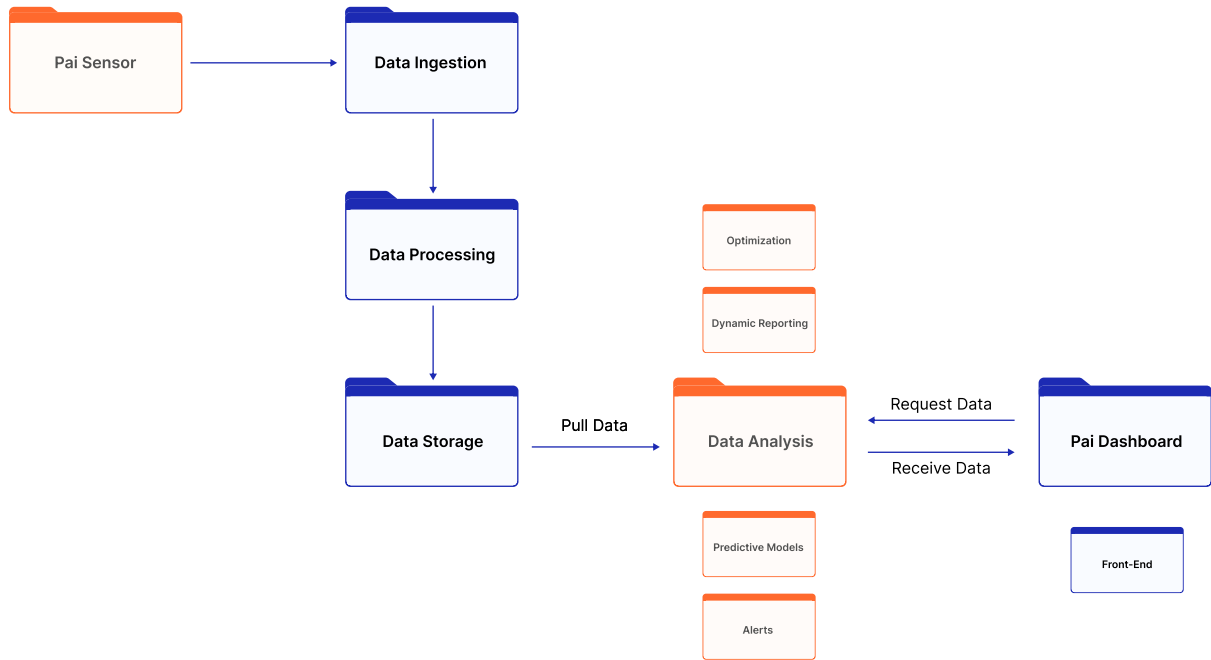 Pai Sensor
Data Ingestion
Data Processing
Optimization
Dynamic Reporting
Data Storage
Pull Data
Data Analysis
Request Data
Receive Data
Pai Dashboard
Predictive Models
Front-End
Alerts